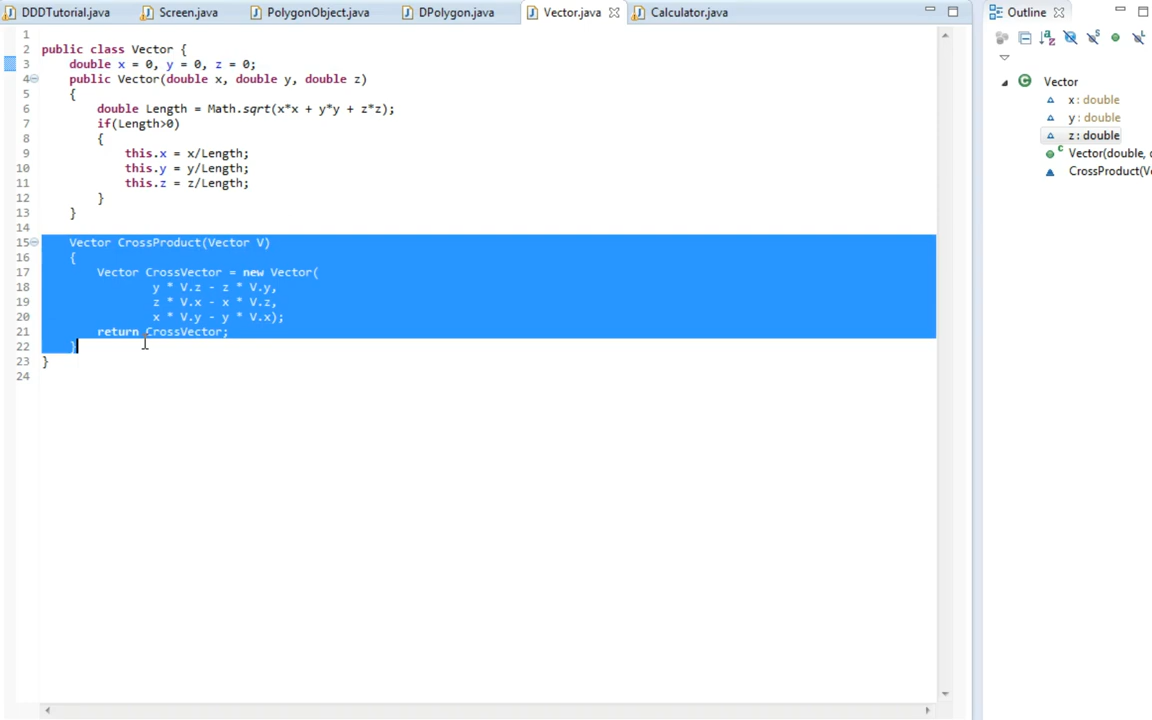 DDDTutorial.java Screen.java PolygonObject.java DPolygon.java Vector.java Calculator.java Outline
1
2 public class Vector {
3 double x = 0, y = 0, z = 0;
4 public Vector(double x, double y, double z)
5 {
6 double Length = Math.sqrt(x*x + y*y + z*z);
7 if(Length>0)
8 {
9 this.x = x/Length;
10 this.y = y/Length;
11 this.z = z/Length;
12 }
13 }
14
15 Vector CrossProduct(Vector V)
16 {
17 Vector CrossVector = new Vector(
18 y * V.z - z * V.y,
19 z * V.x - x * V.z,
20 x * V.y - y * V.x);
21 return CrossVector;
22 }
23 }
24
Vector
x : double
y : double
z : double
Vector(double,
CrossProduct(Ve